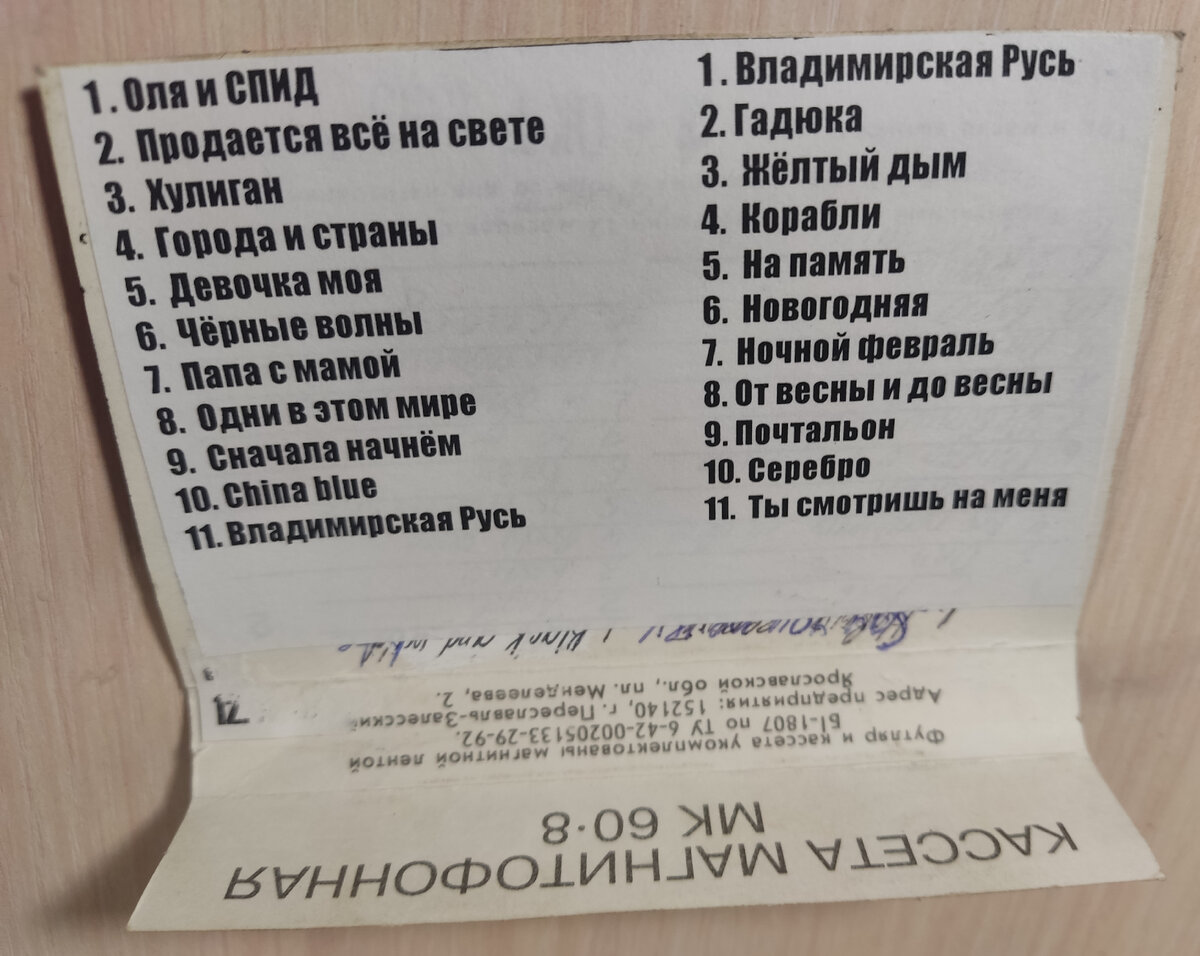 1. Оля и СПИД
2. Продается всё на свете
3. Хулиган
4. Города и страны
5. Девочка моя
6. Чёрные волны
7. Папа с мамой
8. Одни в этом мире
9. Сначала начнём
10. China blue
11. Владимирская Русь
1. Владимирская Русь
2. Гадюка
3. Жёлтый дым
4. Корабли
5. На память
6. Новогодняя
7. Ночной февраль
8. От весны и до весны
9. Почтальон
10. Серебро
11. Ты смотришь на меня
КАССЕТА МАГНИТОФОННАЯ
МК 60·8
Футляр и кассета укомплектованы магнитной лентой
Б1-1807 по ТУ 6-42-00205133-29-92.
Адрес предприятия: 152140, г. Переславль-Залесский
Ярославской обл., пл. Менделеева, 2.